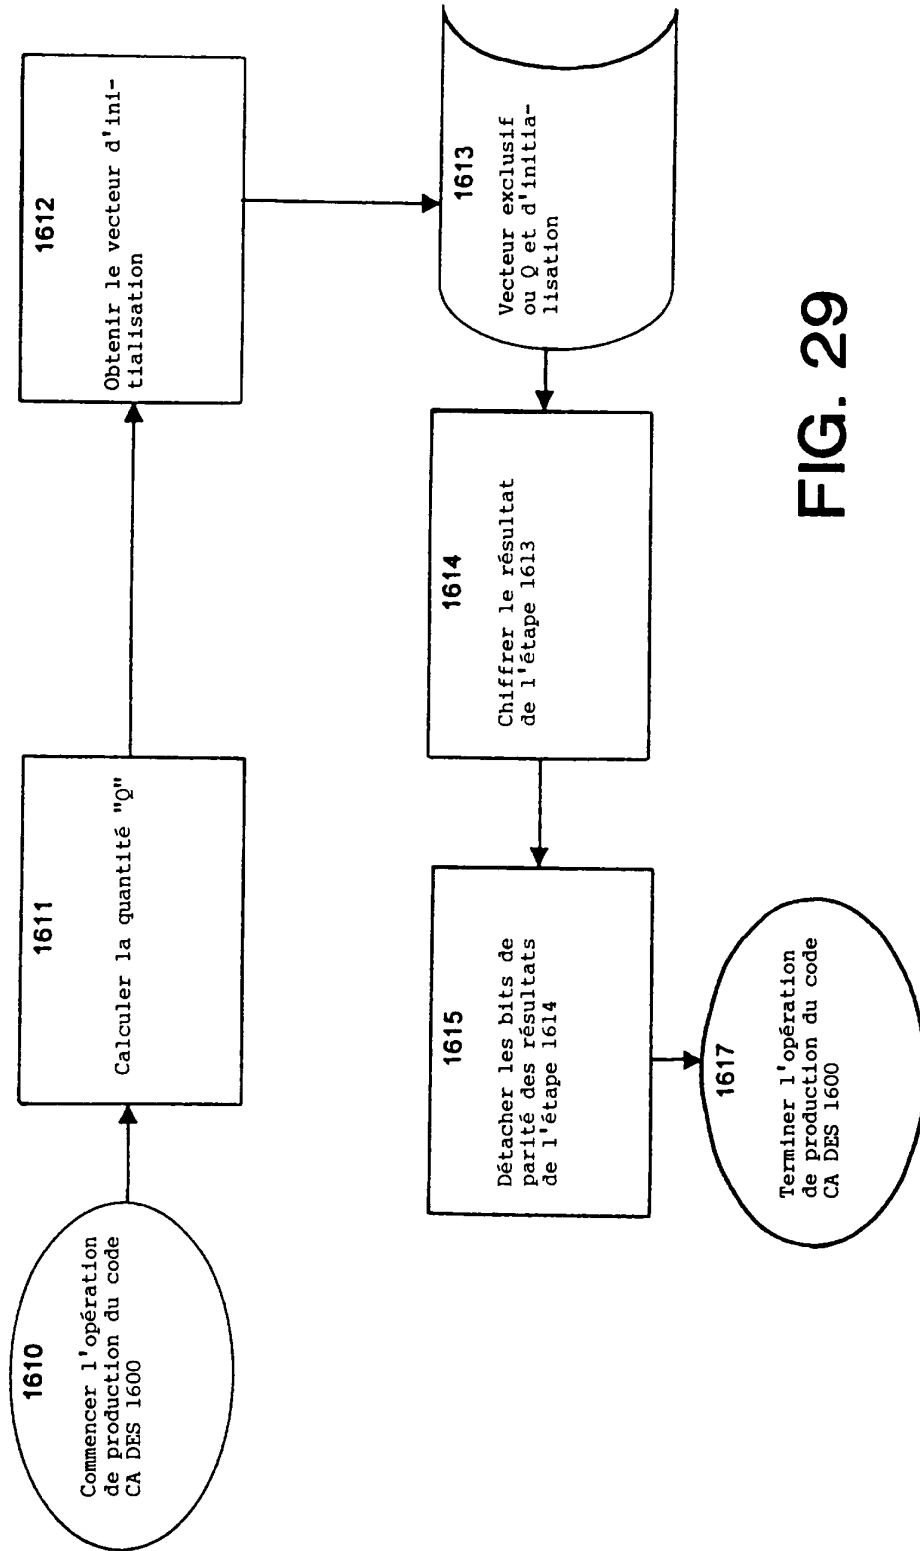 1610
Commencer l'opération
de production du code
CA DES 1600
1611
Calculer la quantité "Q"
1612
Obtenir le vecteur d'ini-
tialisation
1613
Vecteur exclusif
ou Q et d'initia-
lisation
1614
Chiffrer le résultat
de l'étape 1613
1615
Détacher les bits de
parité des résultats
de l'étape 1614
1617
Terminer l'opération
de production du code
CA DES 1600
FIG. 29